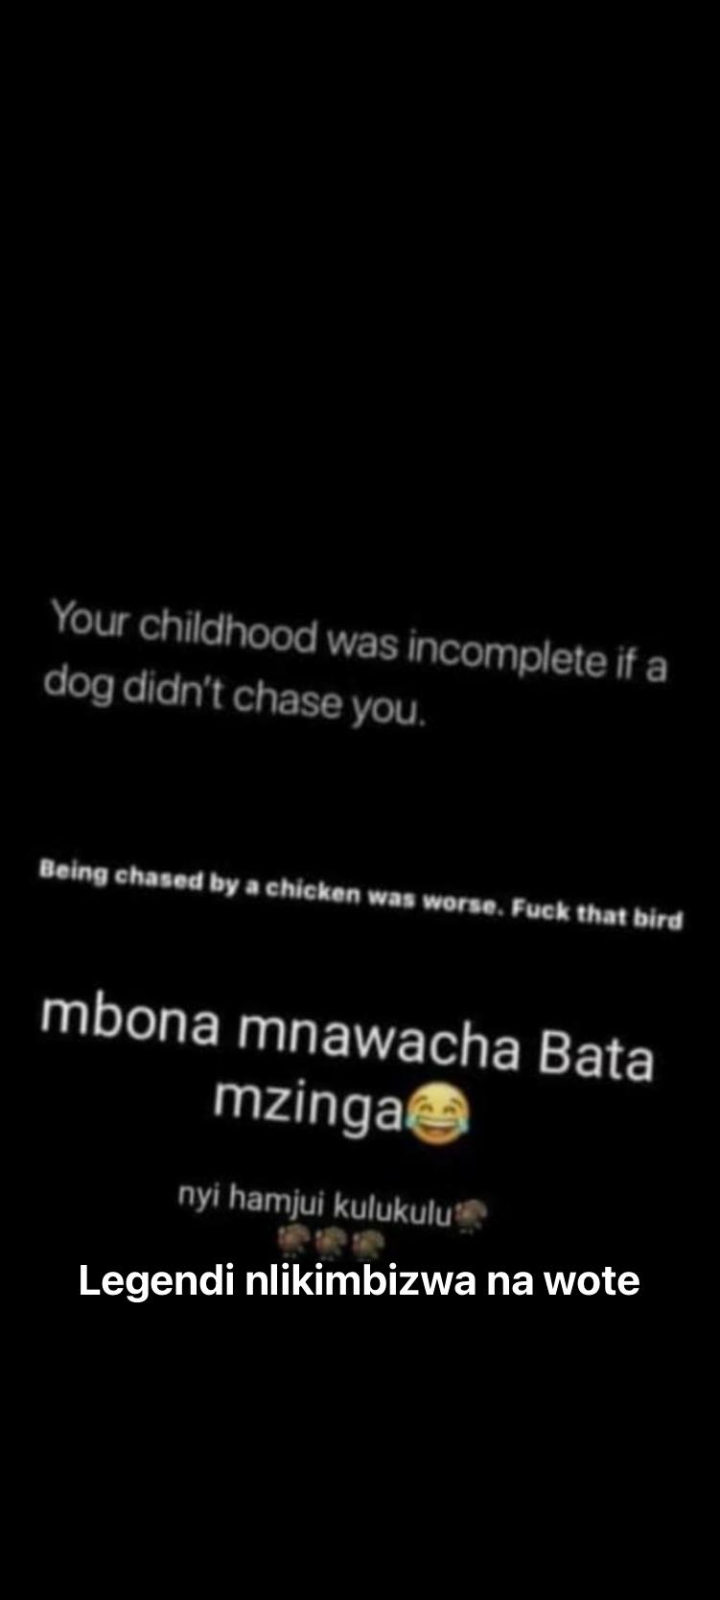 Your childhood was incomplete if a
dog didn't chase you.
Being chased by a chicken was worse. Fuck that bird
mbona mnawacha Bata
mzinga😂
nyi hamjui kulukulu🦃
🦃🦃🦃
Legendi nlikimbizwa na wote